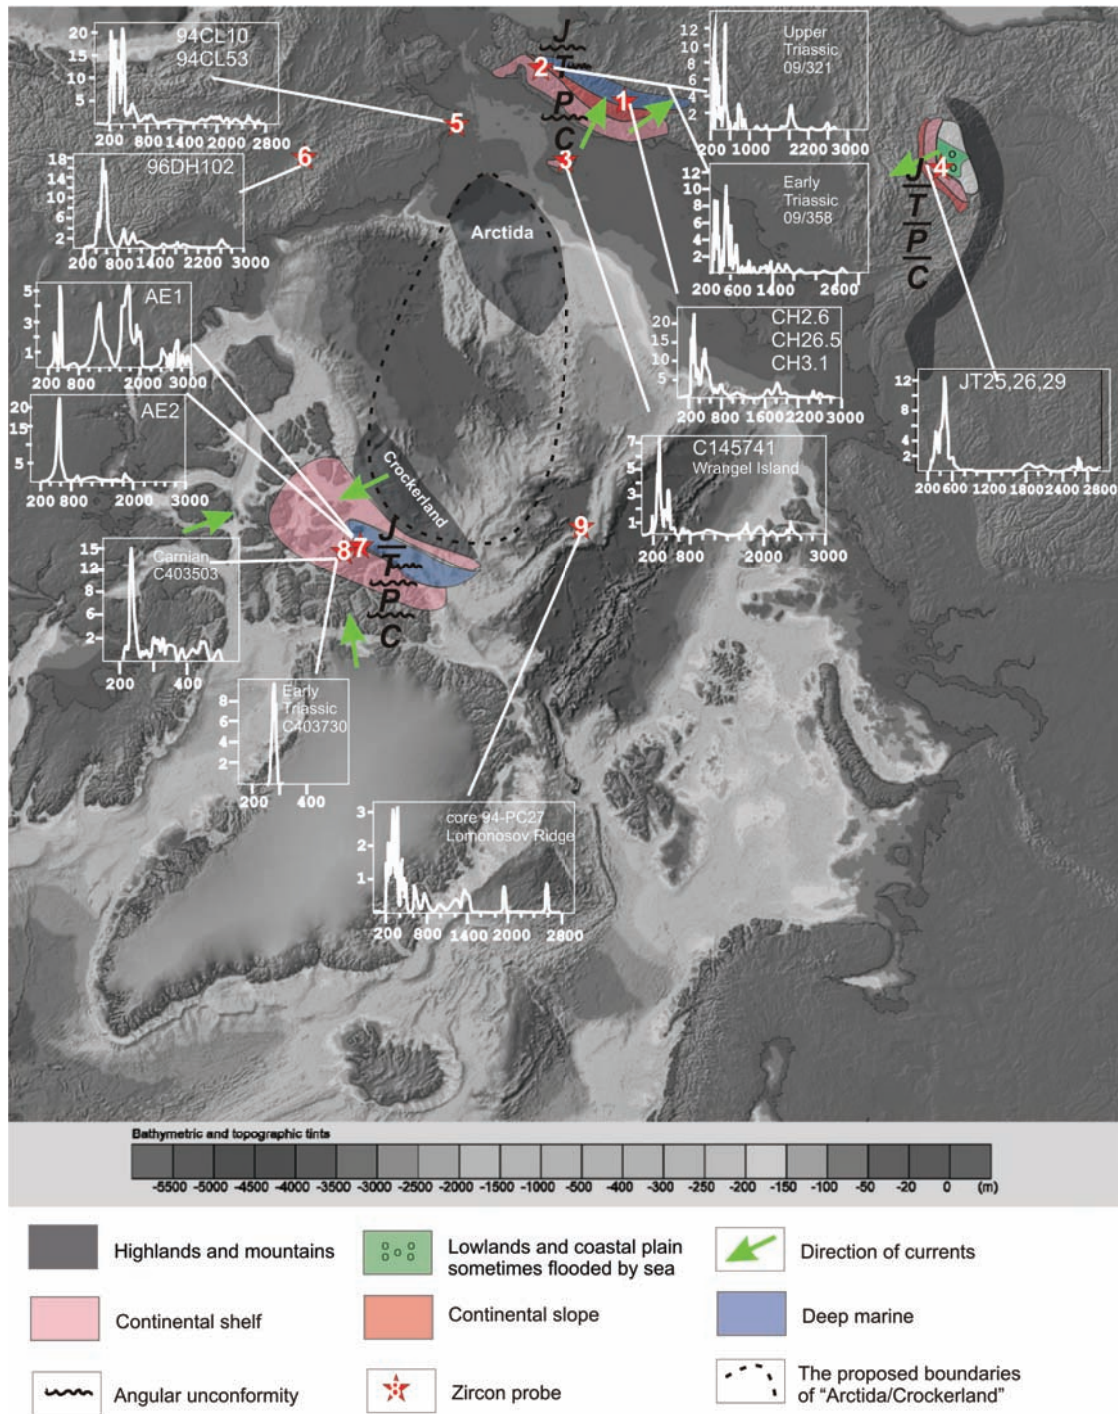 20
15
10
5
94CL10
94CL53
200 800 1400 2000 2800
18
14
10
6
2
96DH102
200 800 1400 2200 3000
5
3
1
AE1
200 800 2000 3000
20
15
5
AE2
200 800 2000 3000
15
12
8
6
2
Carnian
C403503
200 400
8
6
4
2
Early
Triassic
C403730
200 400
3
2
1
core 94-PC27
Lomonosov Ridge
200 800 1400 2000 2800
12
10
8
6
4
2
Upper
Triassic
09/321
200 1000 2200 3000
12
10
8
6
4
2
Early
Triassic
09/358
200 600 1400 2600
20
15
10
5
CH2.6
CH26.5
CH3.1
200 800 1600 2200 3000
7
5
3
1
C145741
Wrangel Island
200 800 2000 3000
12
8
6
2
JT25,26,29
200 600 1200 1800 2800
J
T
P
C
J
T
P
C
J
T
P
C
1
2
3
4
5
6
8
7
9
Arctida
Crockerland
Bathymetric and topographic tints
-5500 -5000 -4500 -4000 -3500 -3000 -2500 -2000 -1500 -1000 -500 -200 -150 -100 -50 -20 0 (m)
Highlands and mountains
Lowlands and coastal plain
sometimes flooded by sea
Direction of currents
Continental shelf
Continental slope
Deep marine
Angular unconformity
8
Zircon probe
The proposed boundaries
of "Arctida/Crockerland"